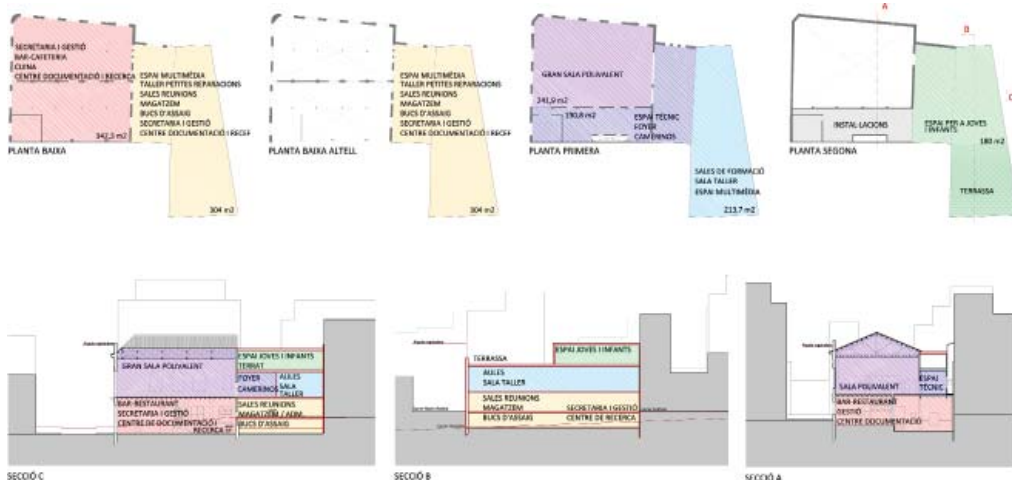 SECRETARIA I GESTIÓ
BAR-CAFETERIA
CUINA
CENTRE DOCUMENTACIÓ I RECERCA
342,3 m2
ESPAI MULTIMÈDIA
TALLER PETITES REPARACIONS
SALES REUNIONS
MAGATZEM
BUCS D'ASSAIG
SECRETARIA I GESTIÓ
CENTRE DOCUMENTACIÓ I RECEF
304 m2
PLANTA BAIXA
ESPAI MULTIMÈDIA
TALLER PETITES REPARACIONS
SALES REUNIONS
MAGATZEM
BUCS D'ASSAIG
SECRETARIA I GESTIÓ
CENTRE DOCUMENTACIÓ I RECEF
304 m2
PLANTA BAIXA ALTELL
GRAN SALA POLIVALENT
241,9 m2
190,8 m2
ESPAI TÈCNIC
FOYER
CAMERINOS
SALES DE FORMACIÓ
SALA TALLER
ESPAI MULTIMÈDIA
213,7 m2
PLANTA PRIMERA
A
B
C
INSTAL·LACIONS
ESPAI PER A JOVES
I INFANTS
180 m2
TERRASSA
PLANTA SEGONA
GRAN SALA POLIVALENT
ESPAI JOVES I INFANTS
TERRAT
FOYER
CAMERINOS
AULES
SALA
TALLER
BAR-RESTAURANT
SECRETARIA I GESTIÓ
CENTRE DE DOCUMENTACIÓ I
RECERCA
SALES REUNIONS
MAGATZEM / ADM.
BUCS D'ASSAIG
SECCIÓ C
TERRASSA
ESPAI JOVES I INFANTS
AULES
SALA TALLER
SALES REUNIONS
MAGATZEM
BUCS D'ASSAIG
SECRETARIA I GESTIÓ
CENTRE DE RECERCA
SECCIÓ B
SALA POLIVALENT
ESPAI
TÈCNIC
BAR-RESTAURANT
GESTIÓ
CENTRE DOCUMENTACIÓ
SECCIÓ A